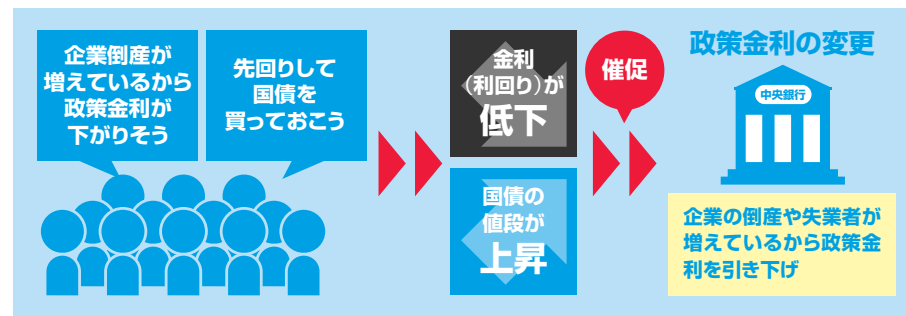 企業倒産が
増えているから
政策金利が
下がりそう
先回りして
国債を
買っておこう
金利
(利回り)が
低下
国債の
値段が
上昇
催促
政策金利の変更
中央銀行
企業の倒産や失業者が
増えているから政策金
利を引き下げ